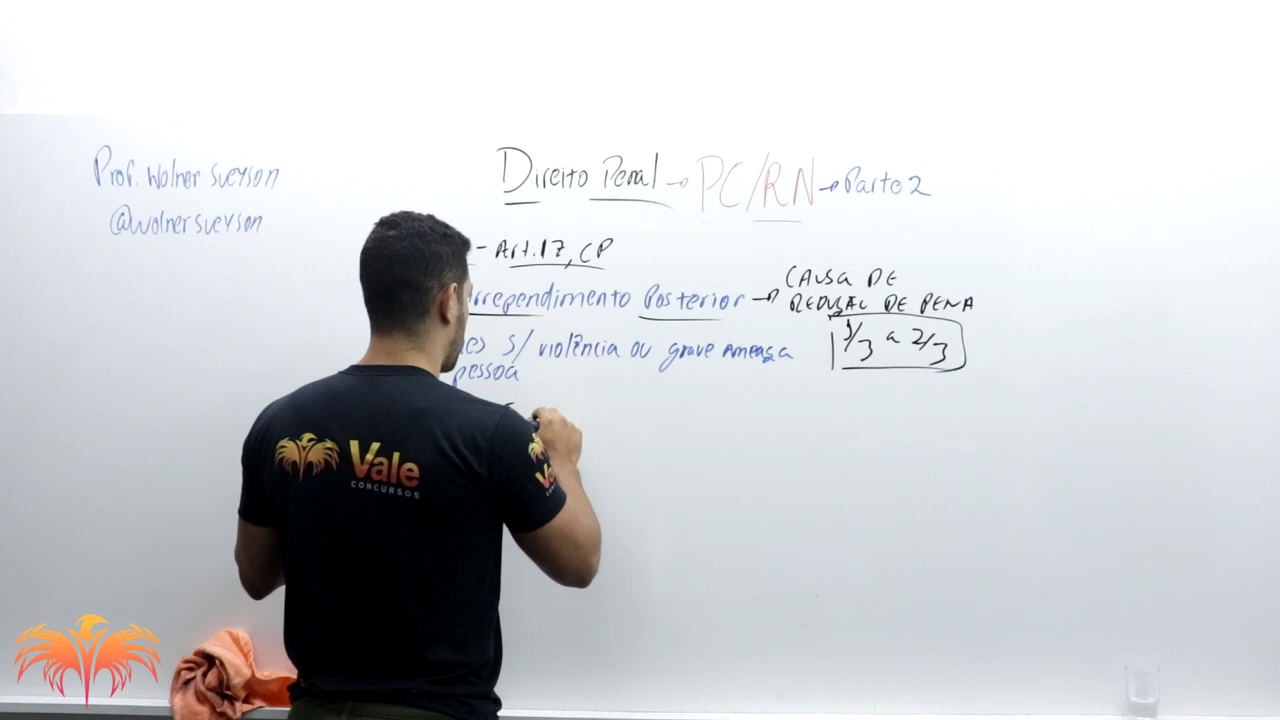 Prof. Wolner Sueyson
@wolnersueyson
Direito Penal → PC/RN → Parte 2
- Art. 17, CP
rrependimento Posterior → CAUSA DE
REDUÇÃO DE PENA
1/3 a 2/3
es s/ violência ou grave ameaça
pessoa
Vale
CONCURSOS